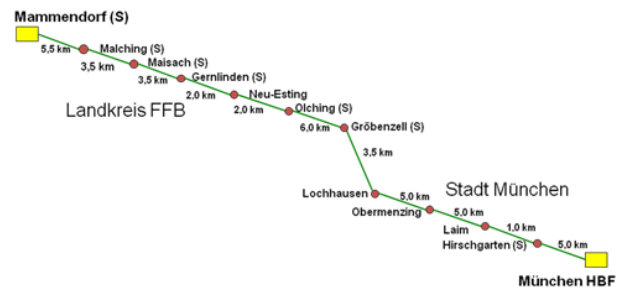 Mammendorf (S)
5,5 km
Malching (S)
3,5 km
Maisach (S)
3,5 km
Gernlinden (S)
2,0 km
Neu-Esting
2,0 km
Olching (S)
Landkreis FFB
6,0 km
Gröbenzell (S)
3,5 km
Lochhausen
5,0 km
Stadt München
Obermenzing
5,0 km
Laim
1,0 km
Hirschgarten (S)
5,0 km
München HBF